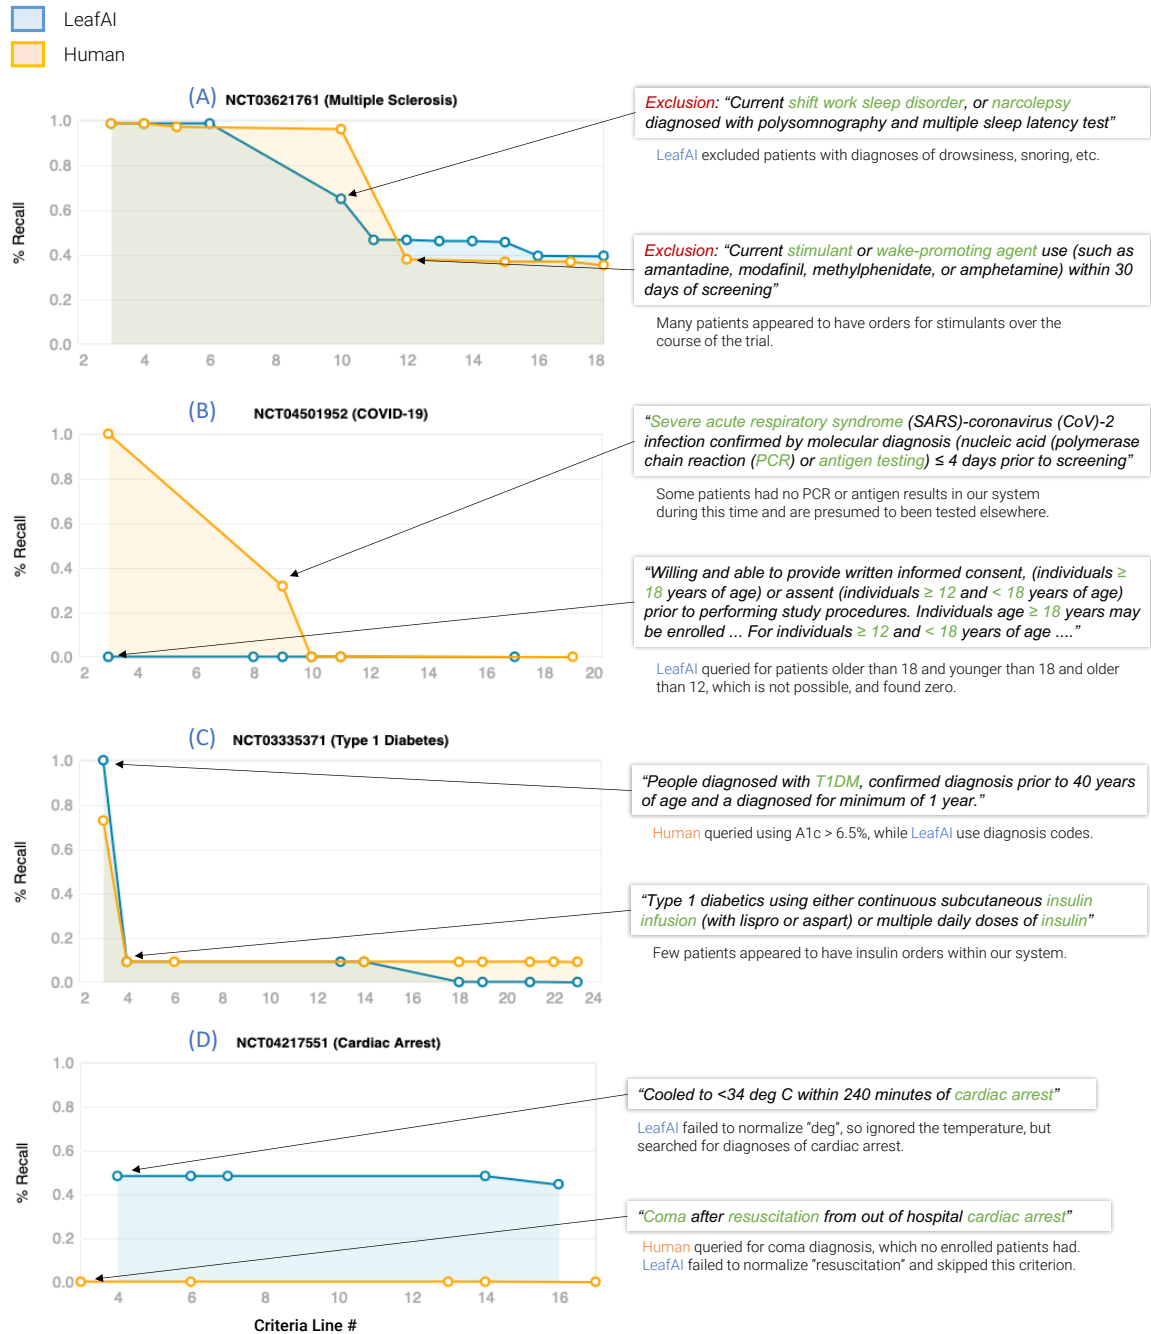 LeafAI
Human
(A) NCT03621761 (Multiple Sclerosis)
1.0
0.8
0.6
0.4
0.2
0.0
% Recall
2 4 6 8 10 12 14 16 18
Exclusion: “Current shift work sleep disorder, or narcolepsy
diagnosed with polysomnography and multiple sleep latency test”
LeafAI excluded patients with diagnoses of drowsiness, snoring, etc.
Exclusion: “Current stimulant or wake-promoting agent use (such as
amantadine, modafinil, methylphenidate, or amphetamine) within 30
days of screening”
Many patients appeared to have orders for stimulants over the
course of the trial.
(B) NCT04501952 (COVID-19)
1.0
0.8
0.6
0.4
0.2
0.0
% Recall
2 4 6 8 10 12 14 16 18 20
“Severe acute respiratory syndrome (SARS)-coronavirus (CoV)-2
infection confirmed by molecular diagnosis (nucleic acid (polymerase
chain reaction (PCR) or antigen testing) ≤ 4 days prior to screening”
Some patients had no PCR or antigen results in our system
during this time and are presumed to been tested elsewhere.
“Willing and able to provide written informed consent, (individuals ≥
18 years of age) or assent (individuals ≥ 12 and < 18 years of age)
prior to performing study procedures. Individuals age ≥ 18 years may
be enrolled ... For individuals ≥ 12 and < 18 years of age ....”
LeafAI queried for patients older than 18 and younger than 18 and older
than 12, which is not possible, and found zero.
(C) NCT03335371 (Type 1 Diabetes)
1.0
0.8
0.6
0.4
0.2
0.0
% Recall
2 4 6 8 10 12 14 16 18 20 22 24
“People diagnosed with T1DM, confirmed diagnosis prior to 40 years
of age and a diagnosed for minimum of 1 year.”
Human queried using A1c > 6.5%, while LeafAI use diagnosis codes.
“Type 1 diabetics using either continuous subcutaneous insulin
infusion (with lispro or aspart) or multiple daily doses of insulin”
Few patients appeared to have insulin orders within our system.
(D) NCT04217551 (Cardiac Arrest)
1.0
0.8
0.6
0.4
0.2
0.0
% Recall
4 6 8 10 12 14 16
Criteria Line #
“Cooled to <34 deg C within 240 minutes of cardiac arrest”
LeafAI failed to normalize “deg”, so ignored the temperature, but
searched for diagnoses of cardiac arrest.
“Coma after resuscitation from out of hospital cardiac arrest”
Human queried for coma diagnosis, which no enrolled patients had.
LeafAI failed to normalize “resuscitation” and skipped this criterion.